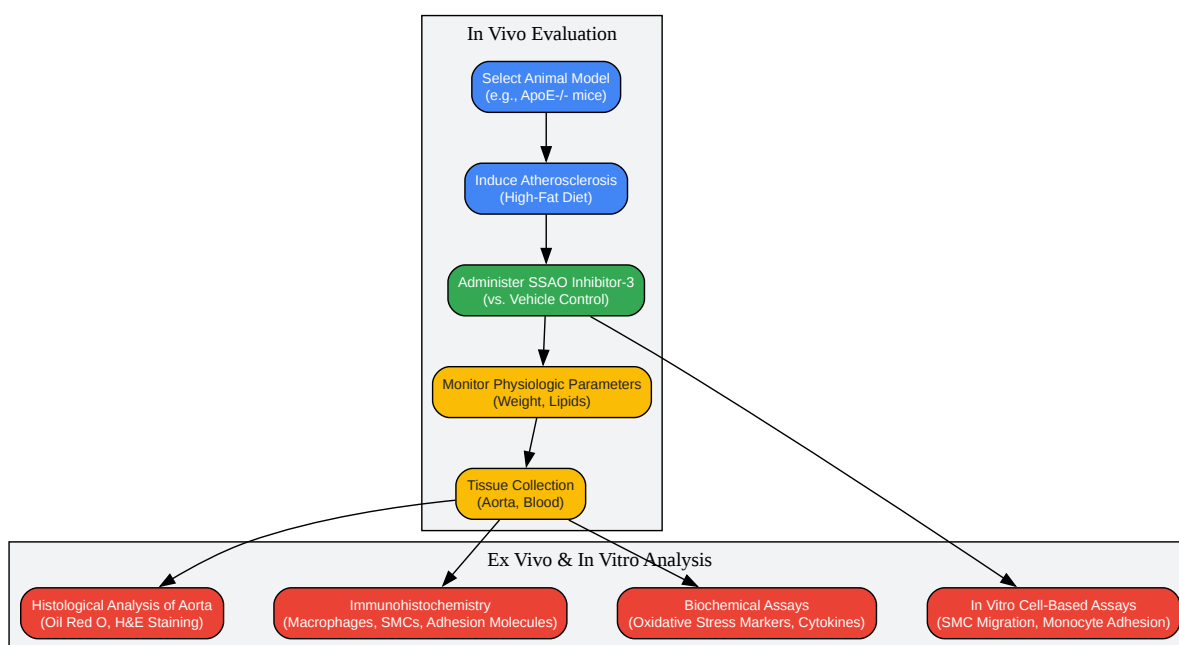 In Vivo Evaluation
Select Animal Model
(e.g., ApoE-/- mice)
Induce Atherosclerosis
(High-Fat Diet)
Administer SSAO Inhibitor-3
(vs. Vehicle Control)
Monitor Physiologic Parameters
(Weight, Lipids)
Tissue Collection
(Aorta, Blood)
Ex Vivo & In Vitro Analysis
Histological Analysis of Aorta
(Oil Red O, H&E Staining)
Immunohistochemistry
(Macrophages, SMCs, Adhesion Molecules)
Biochemical Assays
(Oxidative Stress Markers, Cytokines)
In Vitro Cell-Based Assays
(SMC Migration, Monocyte Adhesion)